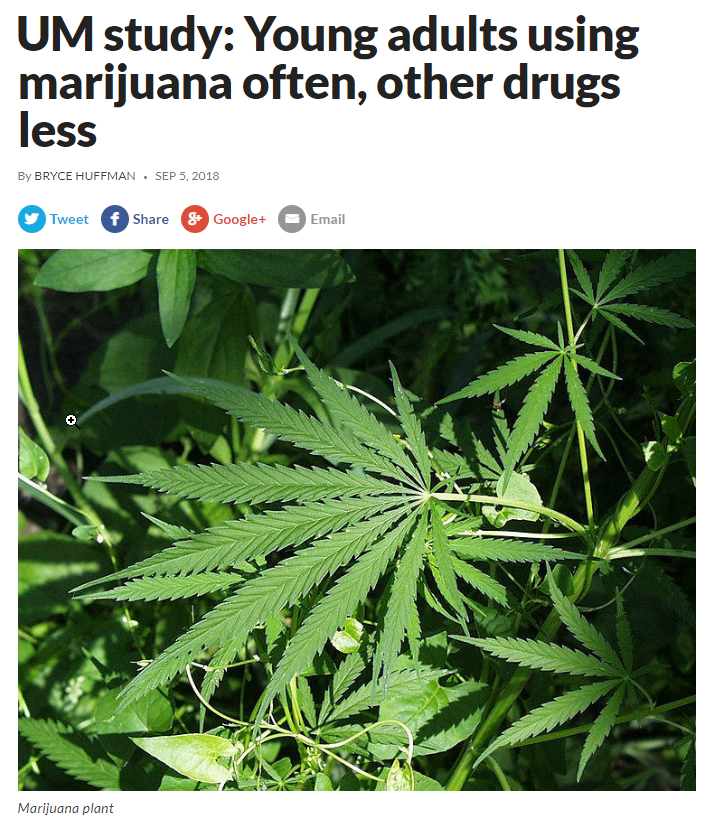 UM study: Young adults using
marijuana often, other drugs
less
By BRYCE HUFFMAN • SEP 5, 2018
Tweet Share Google+ Email
Marijuana plant